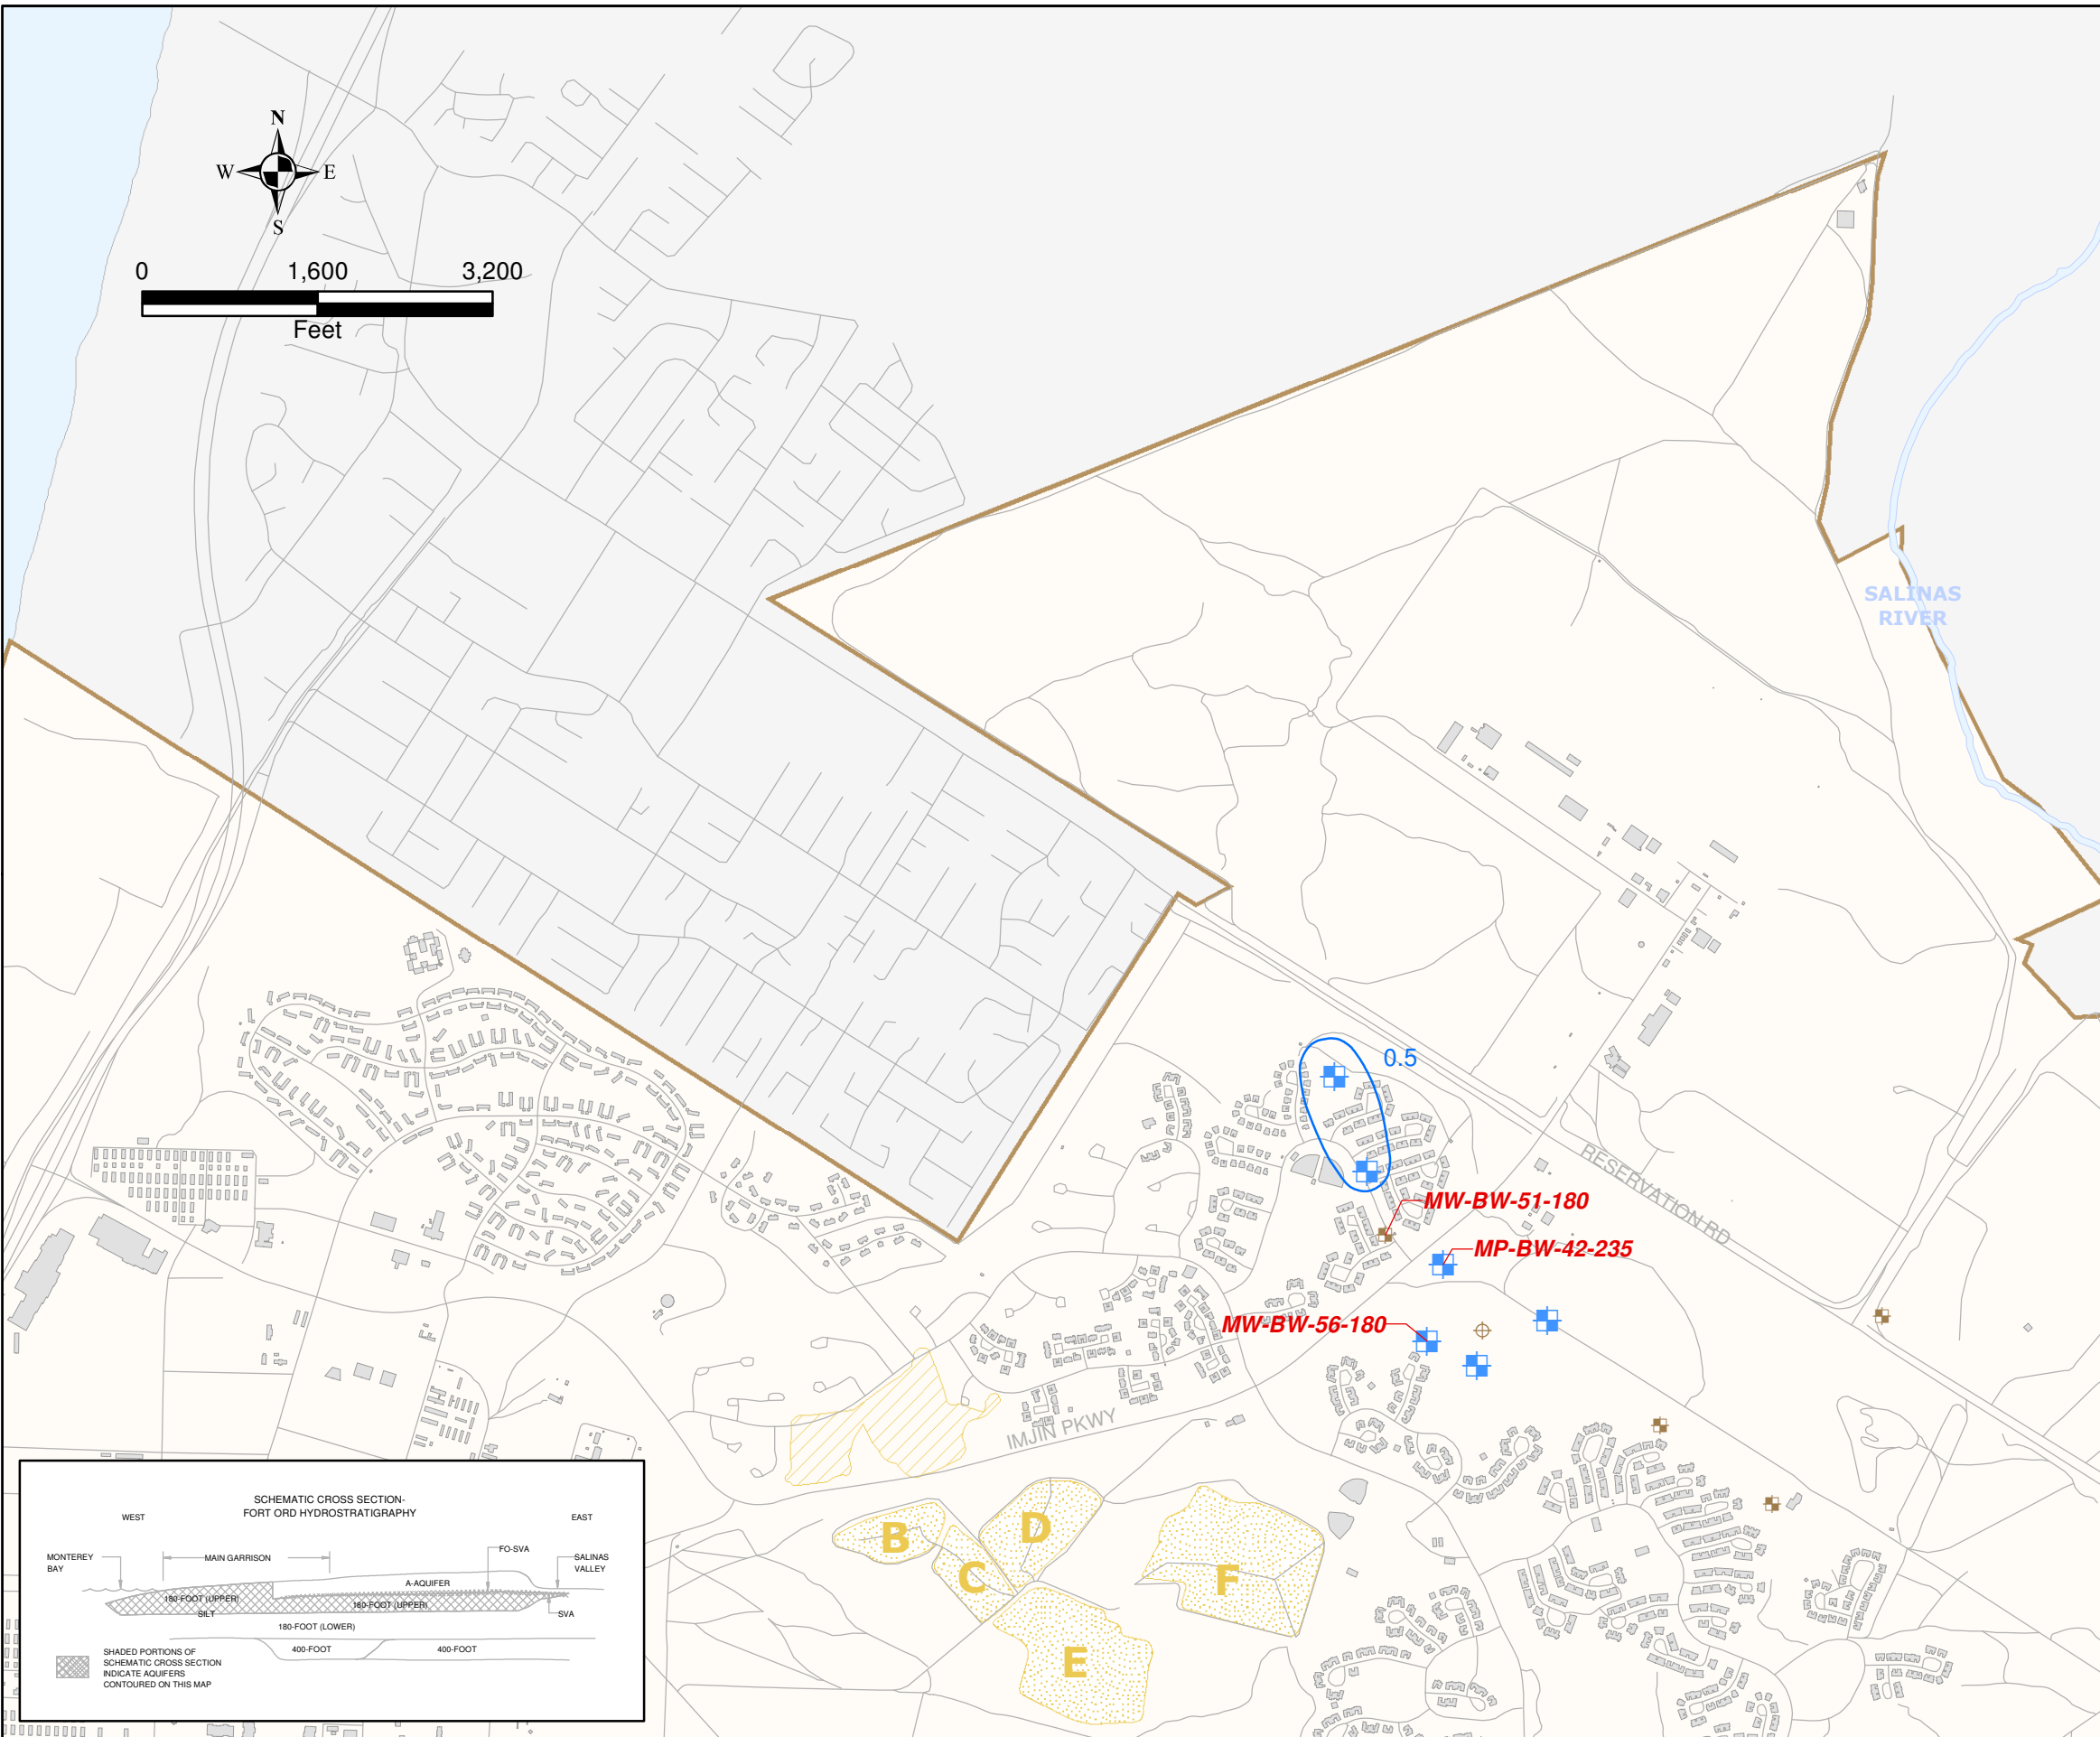 N
W
E
S
0
1,600
3,200
Feet
SALINAS
RIVER
0.5
RESERVATION RD
MW-BW-51-180
MP-BW-42-235
MW-BW-56-180
IMJIN PKWY
B
C
D
E
F
SCHEMATIC CROSS SECTION-
FORT ORD HYDROSTRATIGRAPHY
WEST
EAST
MONTEREY
BAY
MAIN GARRISON
FO-SVA
SALINAS
VALLEY
A-AQUIFER
180-FOOT (UPPER)
180-FOOT (UPPER)
SILT
SVA
180-FOOT (LOWER)
400-FOOT
400-FOOT
SHADED PORTIONS OF
SCHEMATIC CROSS SECTION
INDICATE AQUIFERS
CONTOURED ON THIS MAP